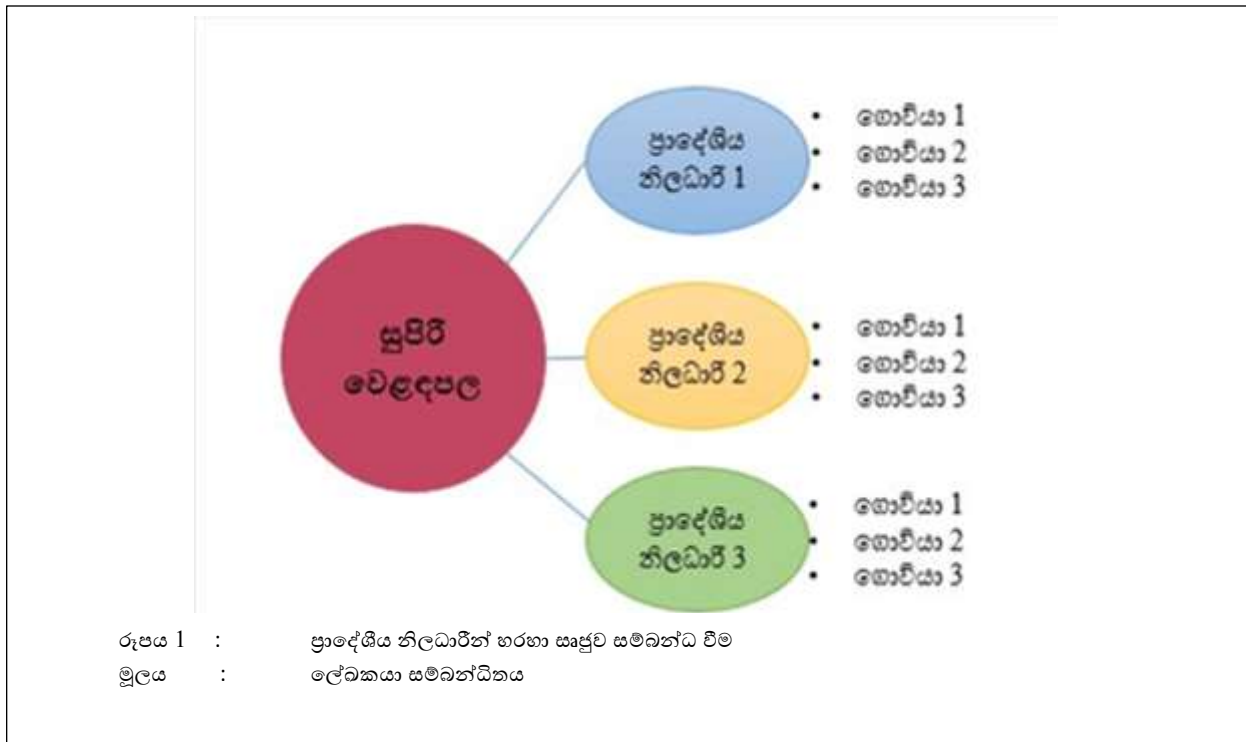 ප්‍රාදේශීය
නිලධාරී 1
• ගොවියා 1
• ගොවියා 2
• ගොවියා 3
සුපිරි
වෙළඳපල
ප්‍රාදේශීය
නිලධාරී 2
• ගොවියා 1
• ගොවියා 2
• ගොවියා 3
ප්‍රාදේශීය
නිලධාරී 3
• ගොවියා 1
• ගොවියා 2
• ගොවියා 3
රූපය 1 : ප්‍රාදේශීය නිලධාරීන් හරහා සෘජුව සම්බන්ධ වීම
මූලය : ලේඛකයා සම්බන්ධිතය